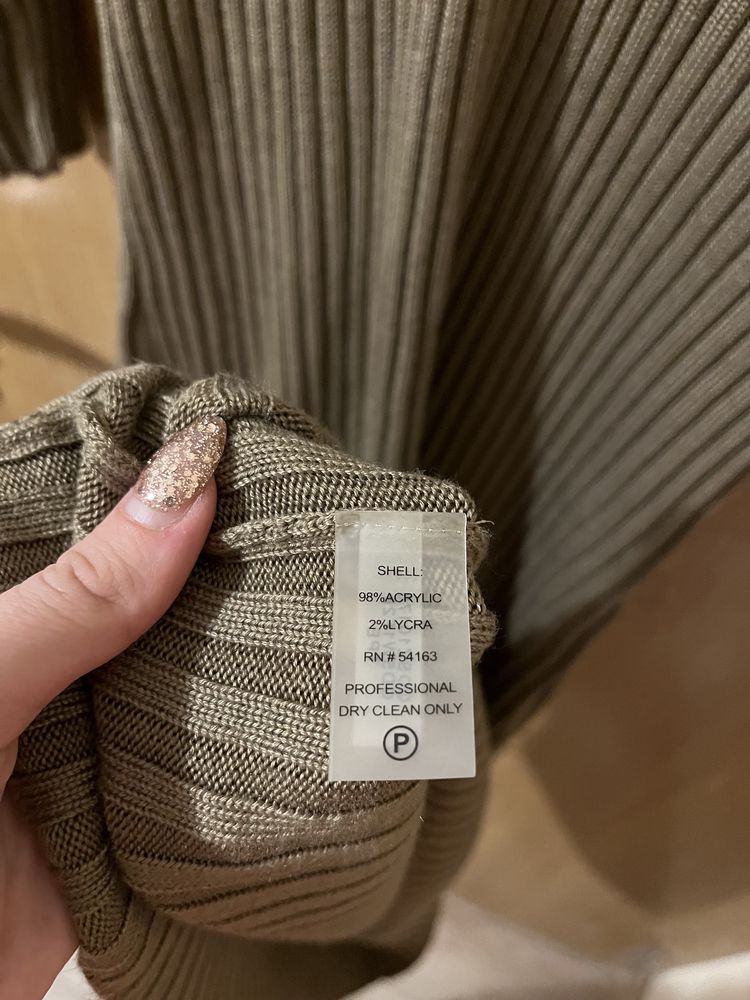 SHELL:
98%ACRYLIC
2%LYCRA
RN # 54163
PROFESSIONAL
DRY CLEAN ONLY
P